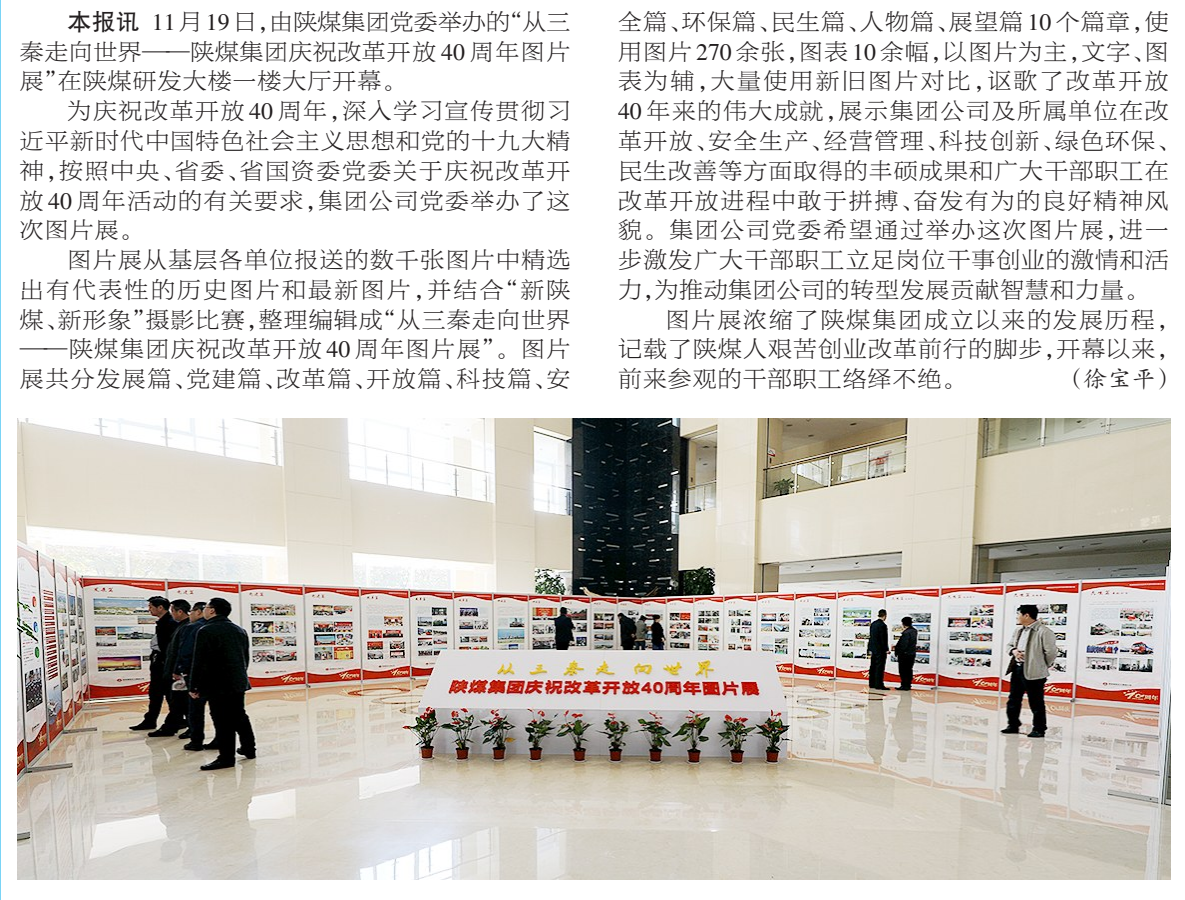 本报讯 11月19日,由陕煤集团党委举办的“从三
秦走向世界——陕煤集团庆祝改革开放40周年图片
展”在陕煤研发大楼一楼大厅开幕。
为庆祝改革开放40周年,深入学习宣传贯彻习
近平新时代中国特色社会主义思想和党的十九大精
神,按照中央、省委、省国资委党委关于庆祝改革开
放40周年活动的有关要求,集团公司党委举办了这
次图片展。
图片展从基层各单位报送的数千张图片中精选
出有代表性的历史图片和最新图片,并结合“新陕
煤、新形象”摄影比赛,整理编辑成“从三秦走向世界
——陕煤集团庆祝改革开放40周年图片展”。图片
展共分发展篇、党建篇、改革篇、开放篇、科技篇、安
全篇、环保篇、民生篇、人物篇、展望篇10个篇章,使
用图片270余张,图表10余幅,以图片为主,文字、图
表为辅,大量使用新旧图片对比,讴歌了改革开放
40年来的伟大成就,展示集团公司及所属单位在改
革开放、安全生产、经营管理、科技创新、绿色环保、
民生改善等方面取得的丰硕成果和广大干部职工在
改革开放进程中敢于拼搏、奋发有为的良好精神风
貌。集团公司党委希望通过举办这次图片展,进一
步激发广大干部职工立足岗位干事创业的激情和活
力,为推动集团公司的转型发展贡献智慧和力量。
图片展浓缩了陕煤集团成立以来的发展历程,
记载了陕煤人艰苦创业改革前行的脚步,开幕以来,
前来参观的干部职工络绎不绝。 (徐宝平)
从三秦走向世界
陕煤集团庆祝改革开放40周年图片展